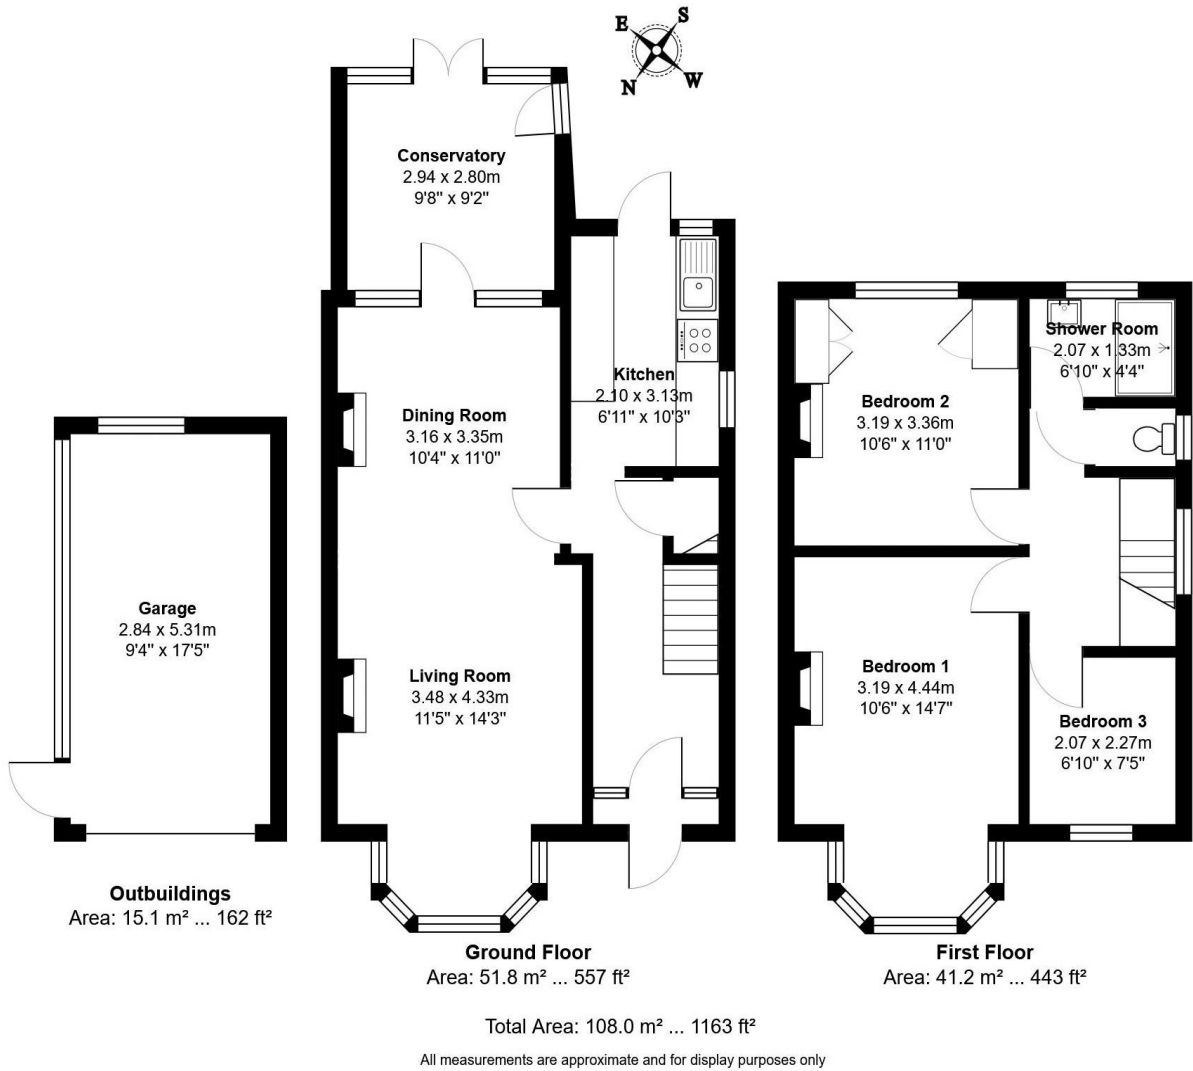 E
S
N
W
Conservatory
2.94 x 2.80m
9'8" x 9'2"
Kitchen
2.10 x 3.13m
6'11" x 10'3"
Dining Room
3.16 x 3.35m
10'4" x 11'0"
Living Room
3.48 x 4.33m
11'5" x 14'3"
Garage
2.84 x 5.31m
9'4" x 17'5"
Shower Room
2.07 x 1.33m
6'10" x 4'4"
Bedroom 2
3.19 x 3.36m
10'6" x 11'0"
Bedroom 1
3.19 x 4.44m
10'6" x 14'7"
Bedroom 3
2.07 x 2.27m
6'10" x 7'5"
Outbuildings
Area: 15.1 m² ... 162 ft²
Ground Floor
Area: 51.8 m² ... 557 ft²
First Floor
Area: 41.2 m² ... 443 ft²
Total Area: 108.0 m² ... 1163 ft²
All measurements are approximate and for display purposes only